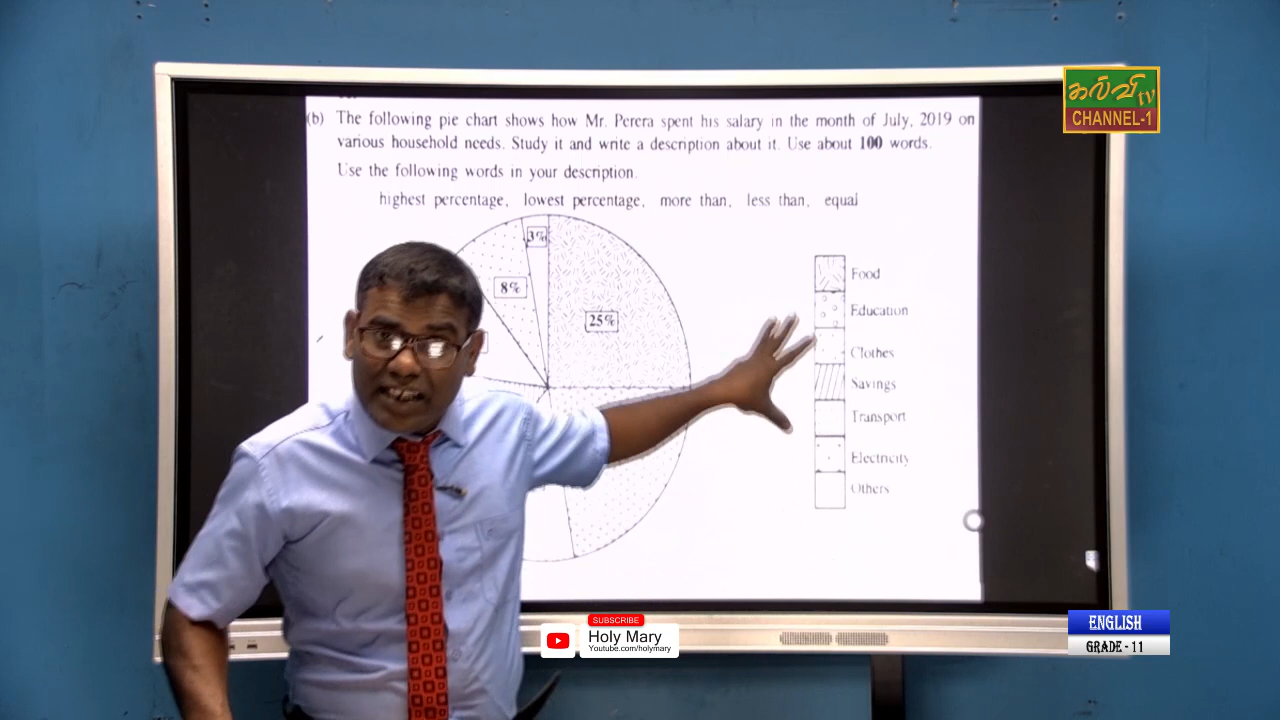 கல்வி tv
CHANNEL-1
(b) The following pie chart shows how Mr. Perera spent his salary in the month of July, 2019 on
various household needs. Study it and write a description about it. Use about 100 words.
Use the following words in your description.
highest percentage, lowest percentage, more than, less than, equal
3%
8%
25%
Food
Education
Clothes
Savings
Transport
Electricity
Others
SUBSCRIBE
Holy Mary
Youtube.com/holymary
ENGLISH
GRADE - 11